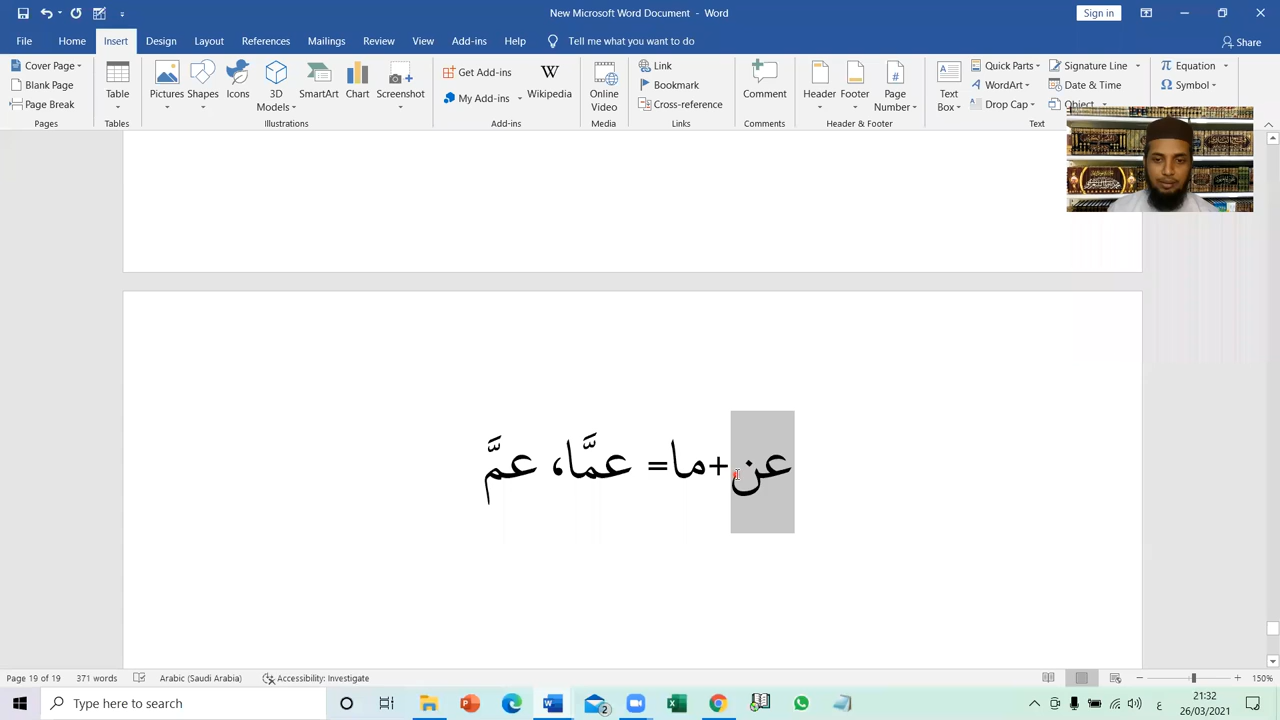 New Microsoft Word Document - Word
Sign in
File Home Insert Design Layout References Mailings Review View Add-ins Help Tell me what you want to do Share
Cover Page
Blank Page
Page Break
Pages
Table
Tables
Pictures Shapes Icons 3D Models SmartArt Chart Screenshot
Illustrations
Get Add-ins
My Add-ins
Wikipedia
Online Video
Media
Link
Bookmark
Cross-reference
Links
Comment
Comments
Header Footer Page Number
Header & Footer
Text Box
Quick Parts
WordArt
Drop Cap
Signature Line
Date & Time
Object
Text
Equation
Symbol
عن+ما= عمَّا، عمَّ
Page 19 of 19 371 words Arabic (Saudi Arabia) Accessibility: Investigate 150%
Type here to search
2
21:32
26/03/2021
ع